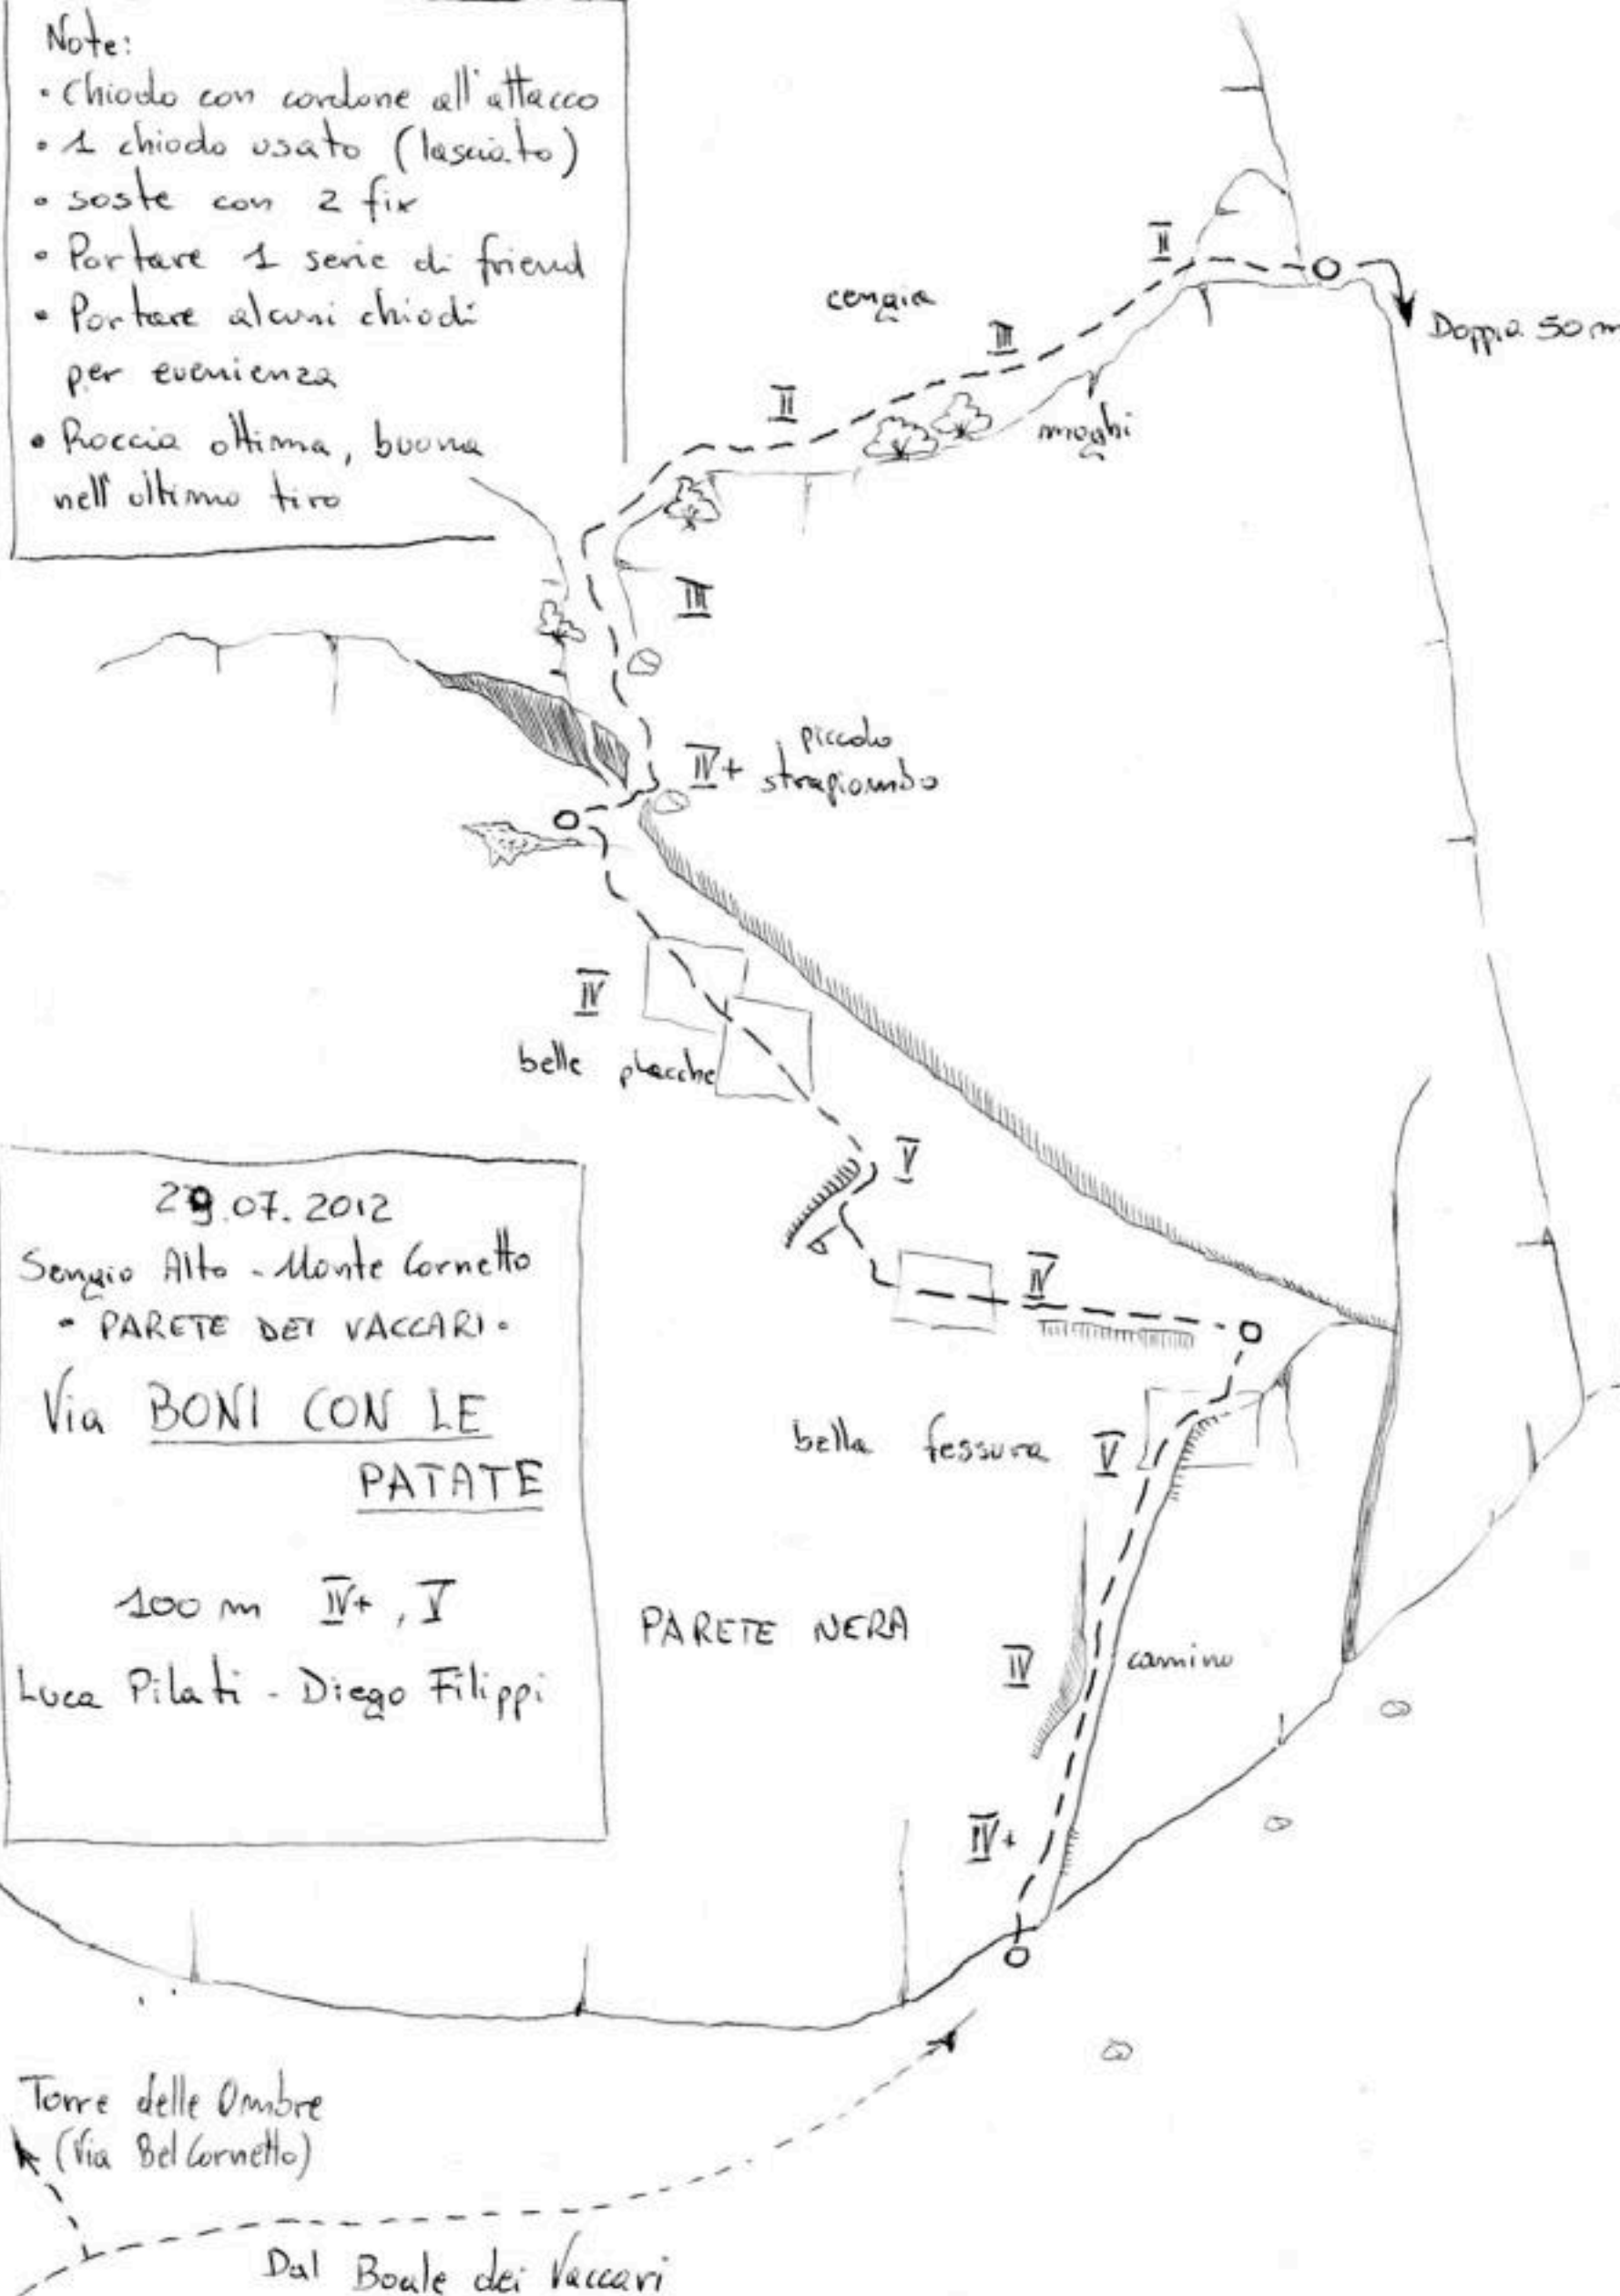 Note:
• Chiodo con cordone all'attacco
• 1 chiodo usato (lasciato)
• soste con 2 fix
• Portare 1 serie di friend
• Portare alcuni chiodi
per evenienza
• Roccia ottima, buona
nell'ultimo tiro
II
cengia
III
Doppia 50 m
II
mughi
III
IV+ piccolo
strapiombo
IV
belle placche
V
29.07.2012
Sengio Alto - Monte Cornetto
• PARETE DEI VACCARI •
Via BONI CON LE
PATATE
100 m IV+, V
Luca Pilati - Diego Filippi
IV
bella fessura V
PARETE NERA
IV
camino
IV+
Torre delle Ombre
(Via Bel Cornetto)
Dal Boale dei Vaccari